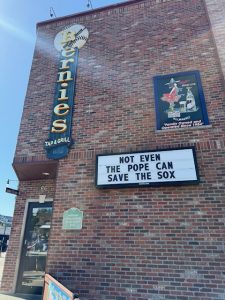 Bernie's
TAP & GRILL
NOT EVEN
THE POPE CAN
SAVE THE SOX